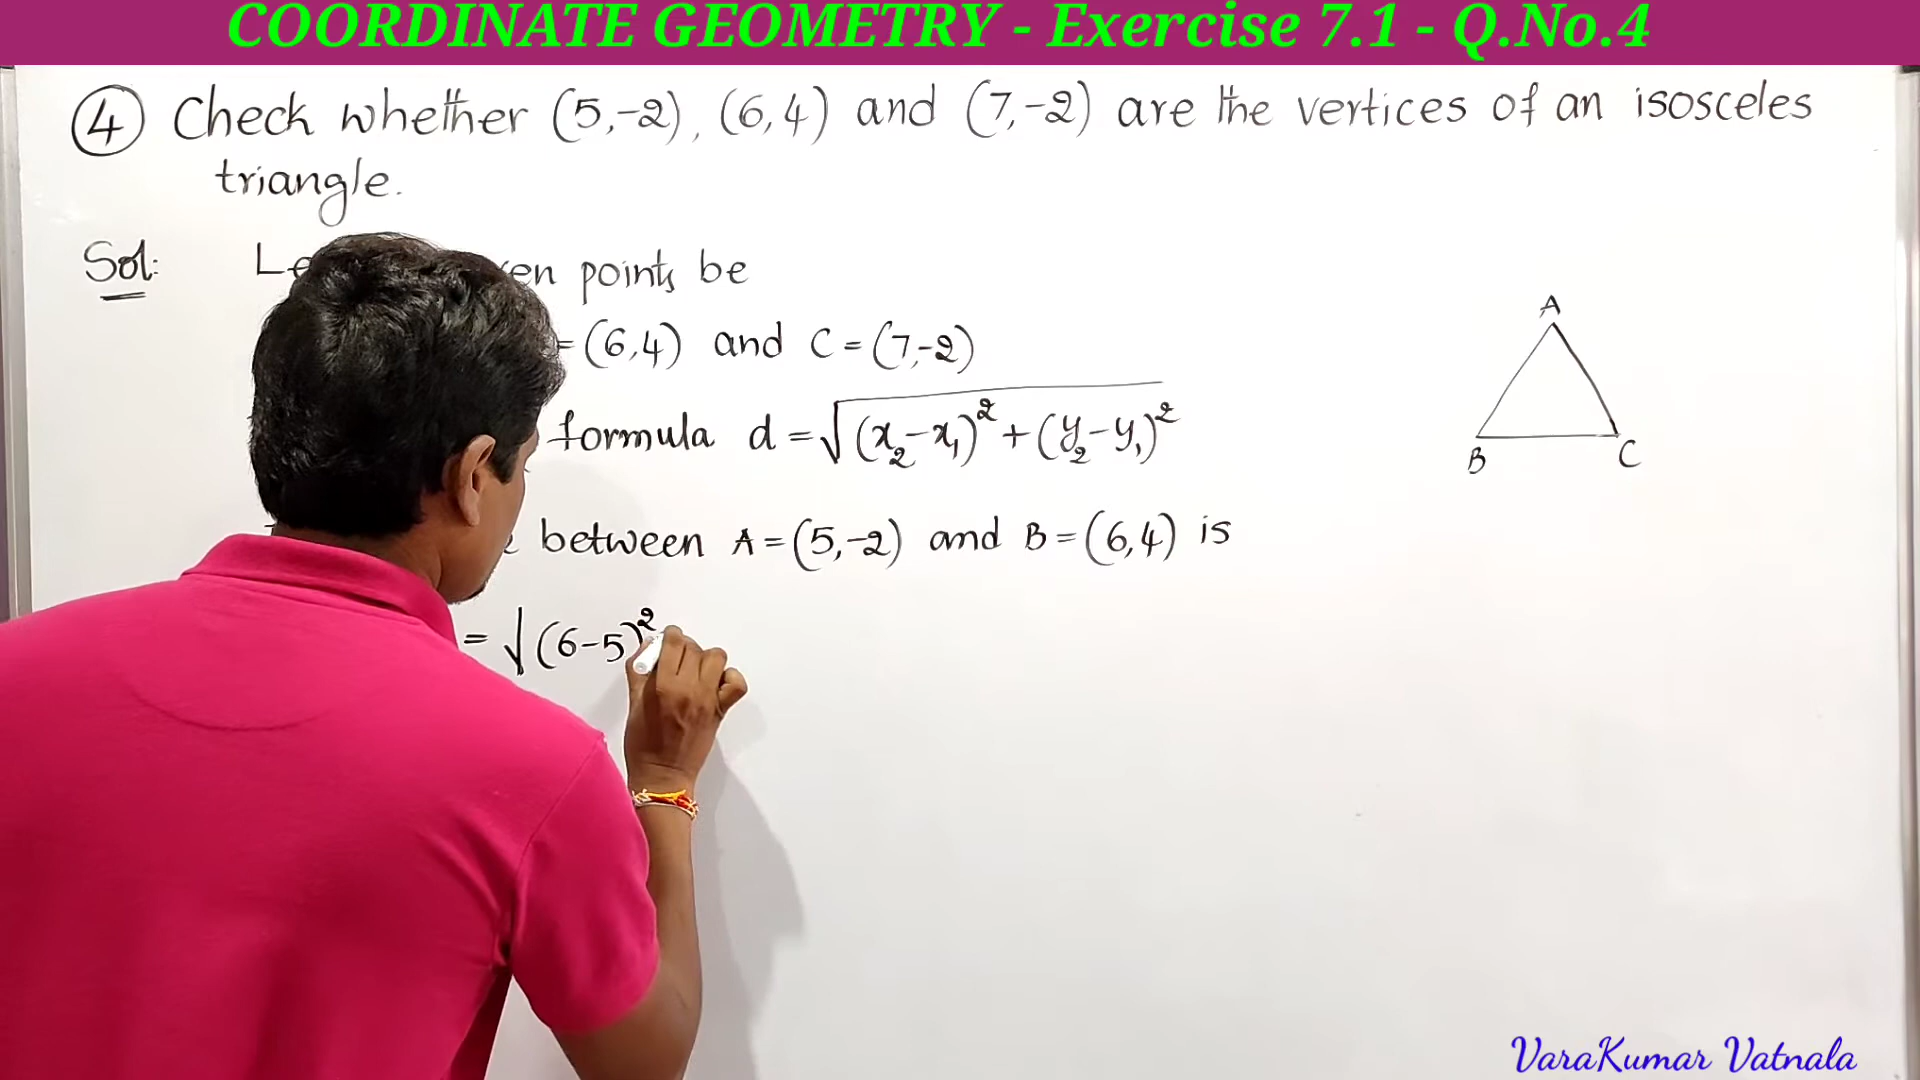 COORDINATE GEOMETRY - Exercise 7.1 - Q.No.4
④ Check whether (5,-2), (6,4) and (7,-2) are the vertices of an isosceles
triangle.
Sol: points be
= (6,4) and C = (7,-2)
formula d = √(x₂-x₁)²+(y₂-y₁)²
between A = (5,-2) and B = (6,4) is
= √(6-5)²
A
B C
VaraKumar Vatnala